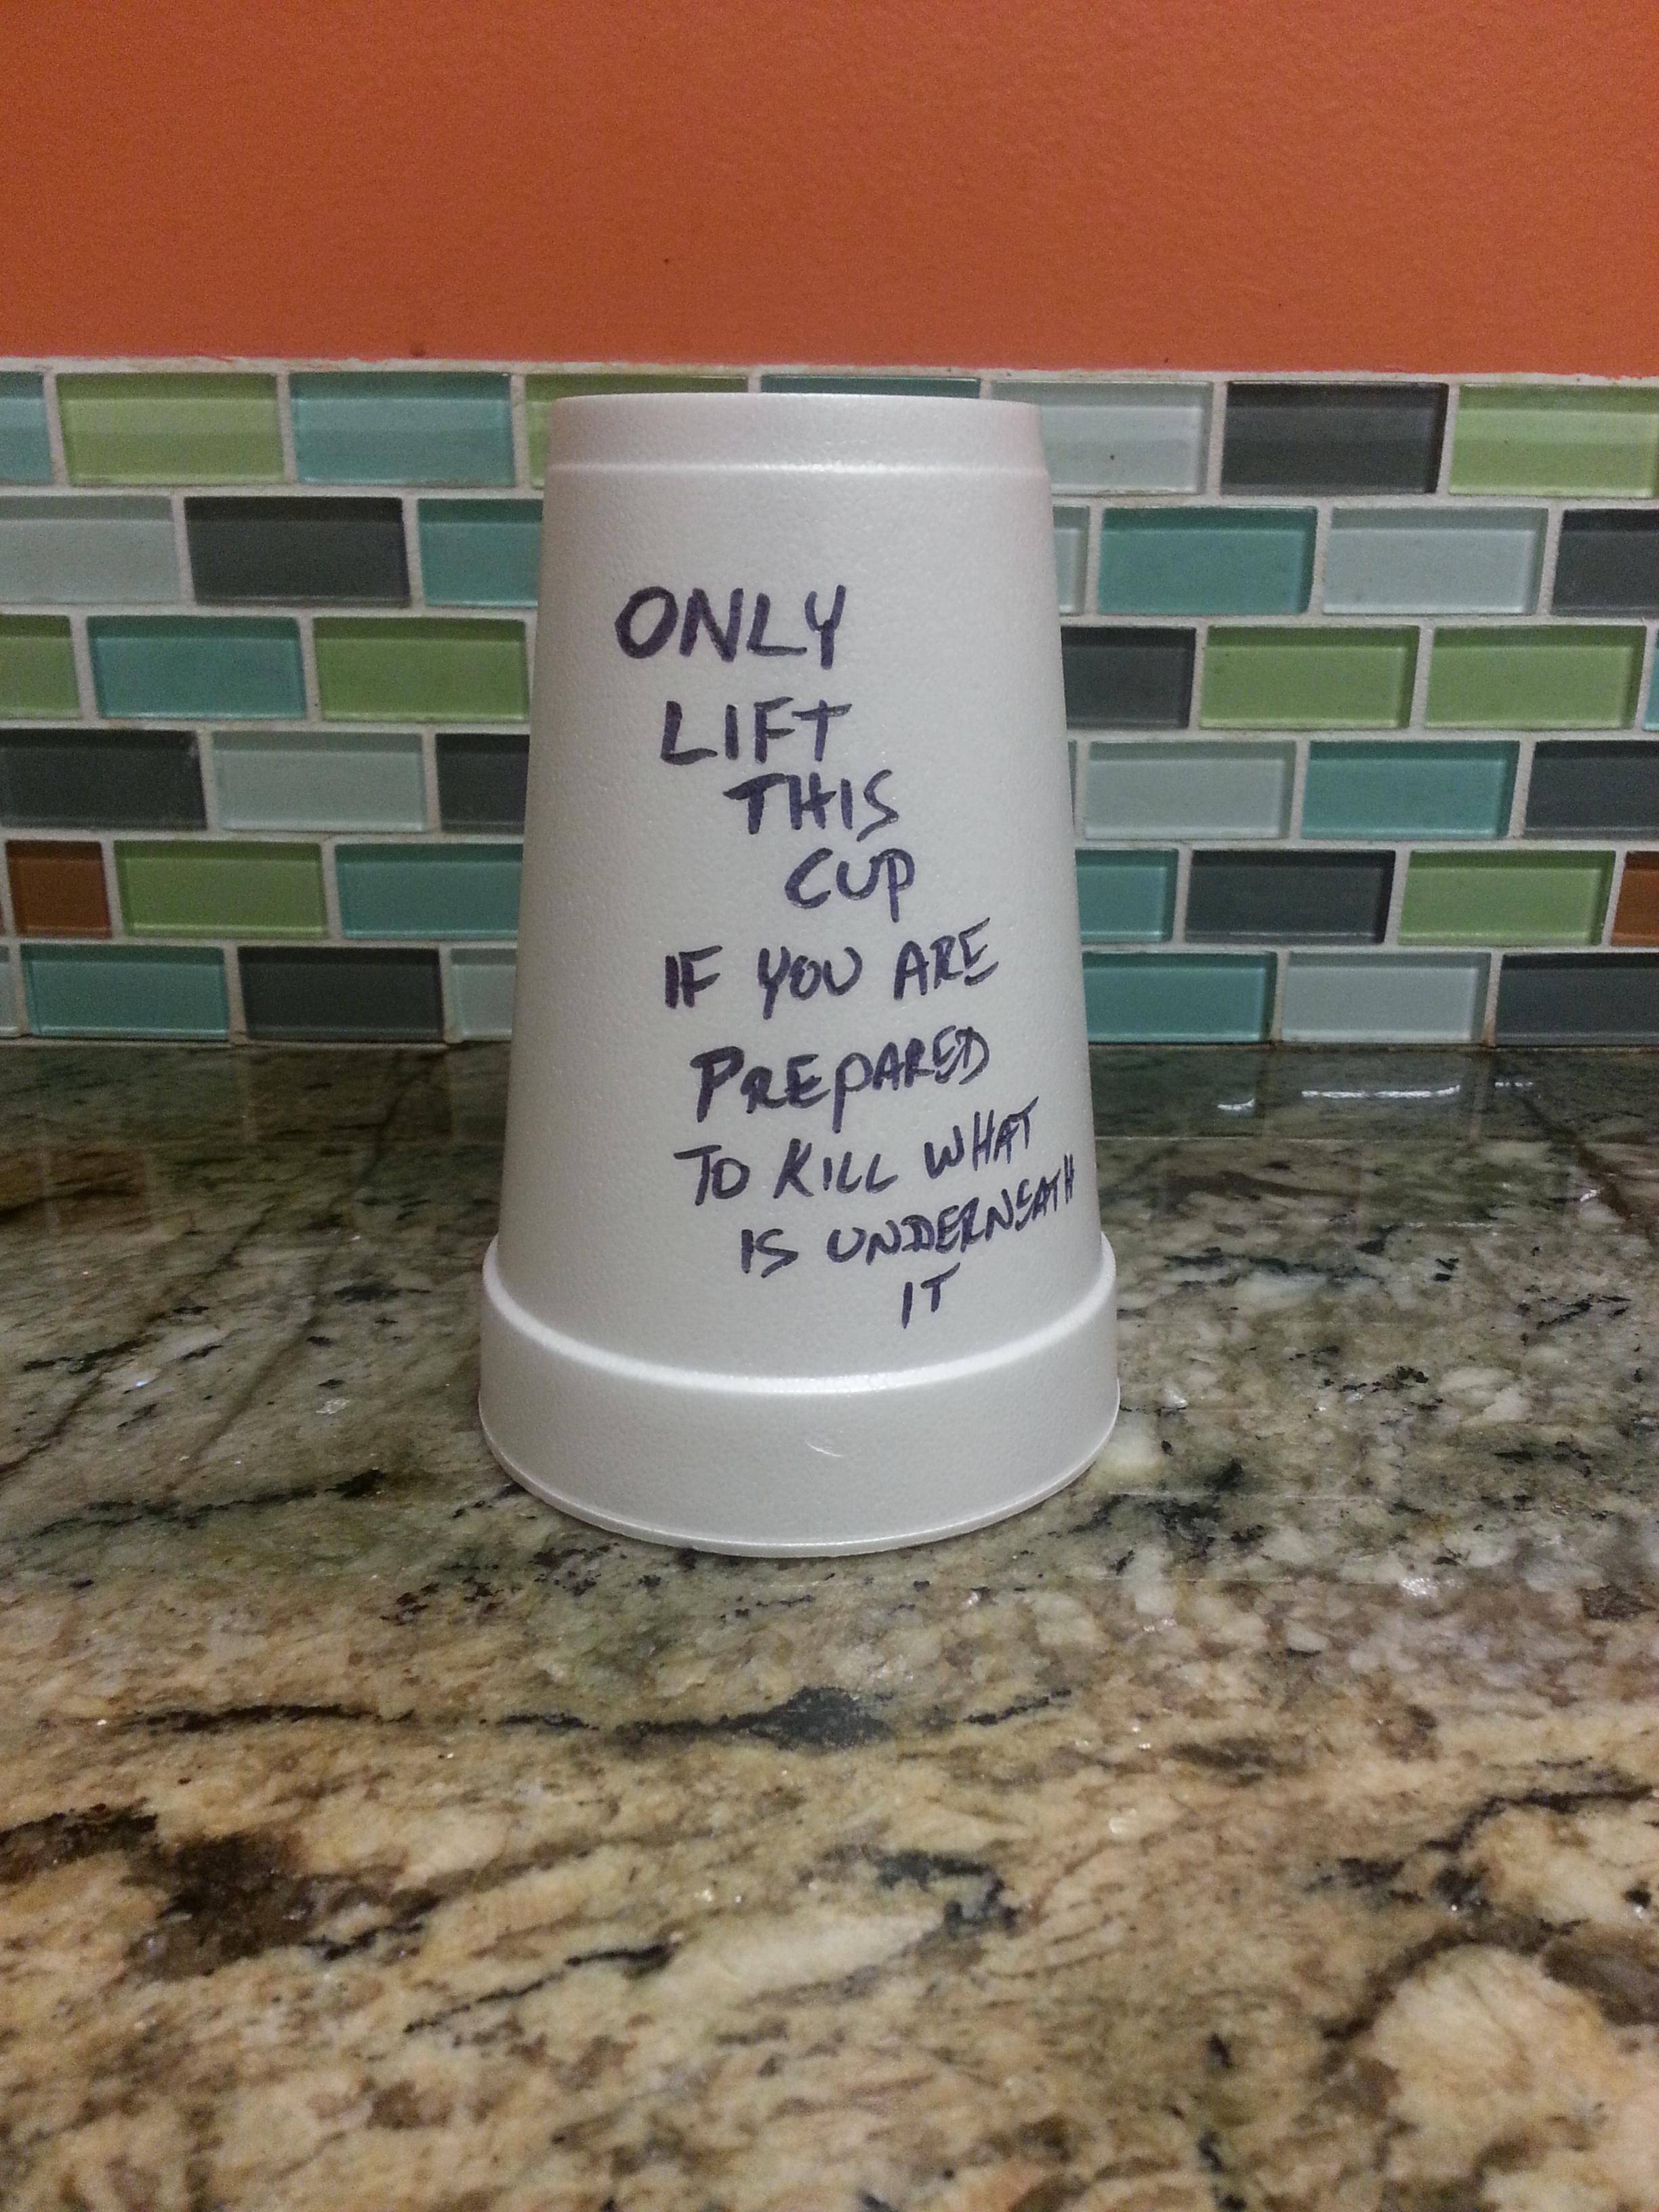 ONLY
LIFT
THIS
CUP
IF YOU ARE
PREPARED
TO KILL WHAT
IS UNDERNEATH
IT